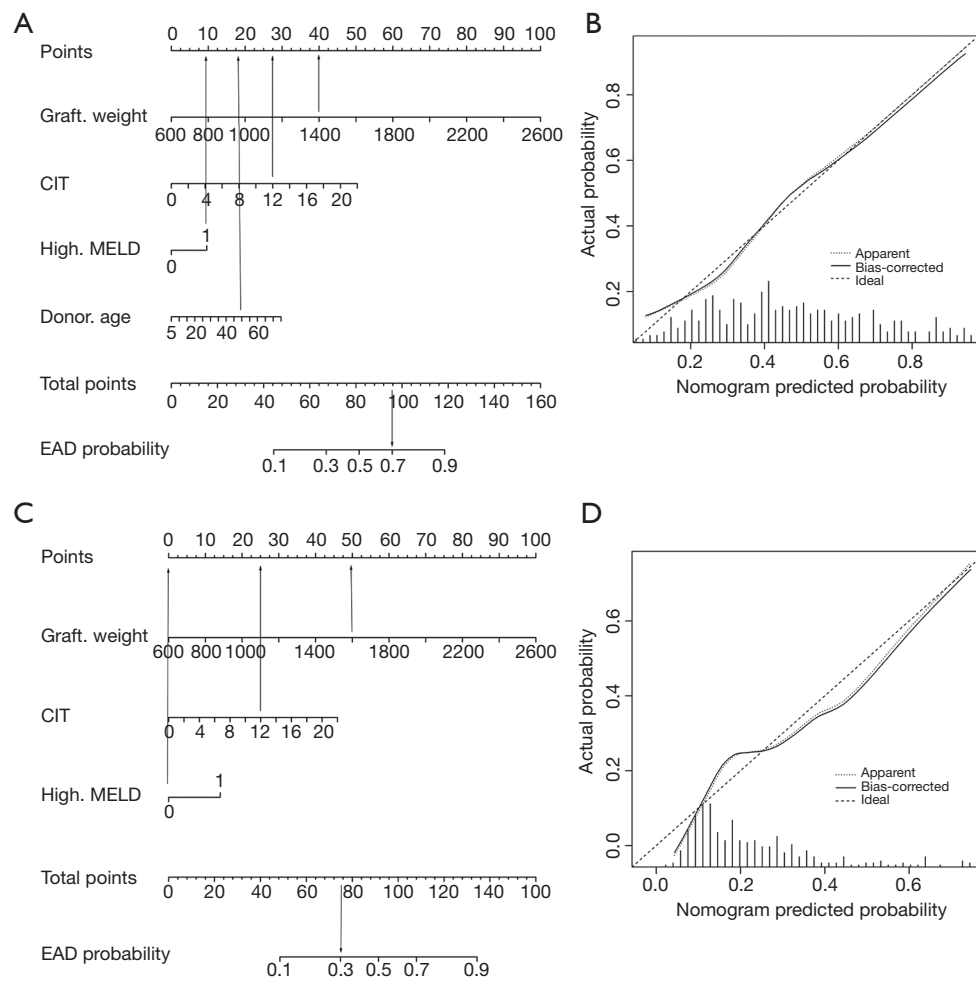 A
Points
0 10 20 30 40 50 60 70 80 90 100
Graft. weight
600 800 1000 1400 1800 2200 2600
CIT
0 4 8 12 16 20
High. MELD
1
0
Donor. age
5 20 40 60
Total points
0 20 40 60 80 100 120 140 160
EAD probability
0.1 0.3 0.5 0.7 0.9
B
Actual probability
0.8
0.6
0.4
0.2
Apparent
Bias-corrected
Ideal
0.2 0.4 0.6 0.8
Nomogram predicted probability
C
Points
0 10 20 30 40 50 60 70 80 90 100
Graft. weight
600 800 1000 1400 1800 2200 2600
CIT
0 4 6 8 12 16 20
High. MELD
1
0
Total points
0 20 40 60 80 100 120 140 100
EAD probability
0.1 0.3 0.5 0.7 0.9
D
Actual probability
0.6
0.4
0.2
0.0
Apparent
Bias-corrected
Ideal
0.0 0.2 0.4 0.6
Nomogram predicted probability